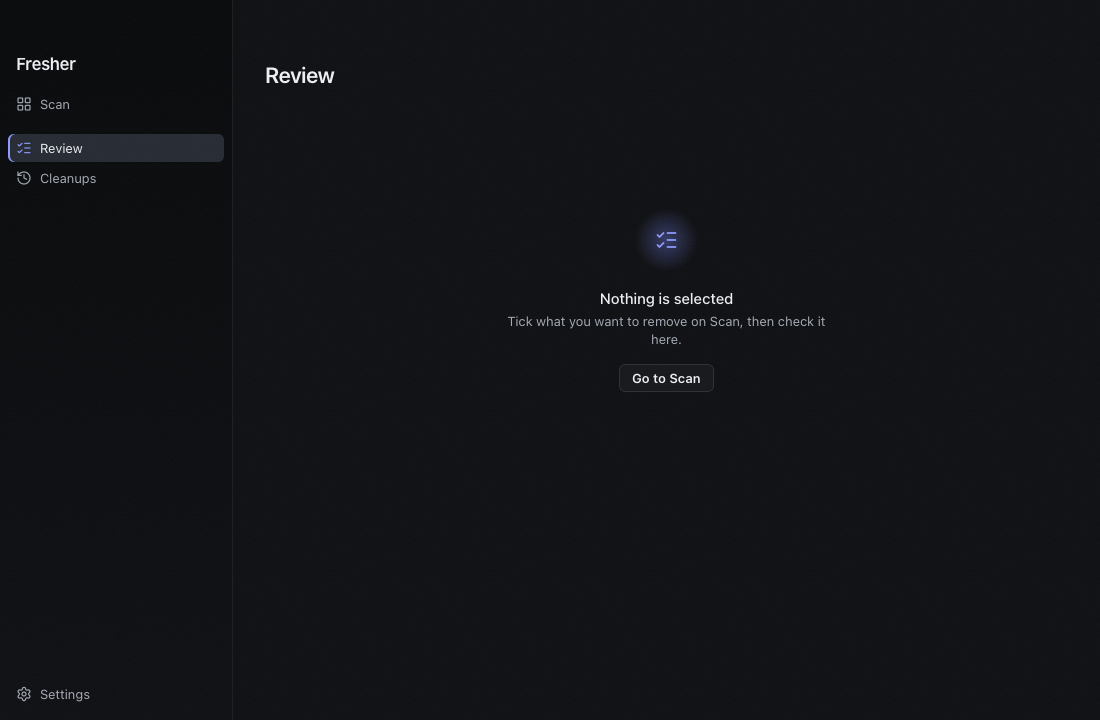 Fresher
Scan
Review
Cleanups
Settings
Review
Nothing is selected
Tick what you want to remove on Scan, then check it
here.
Go to Scan